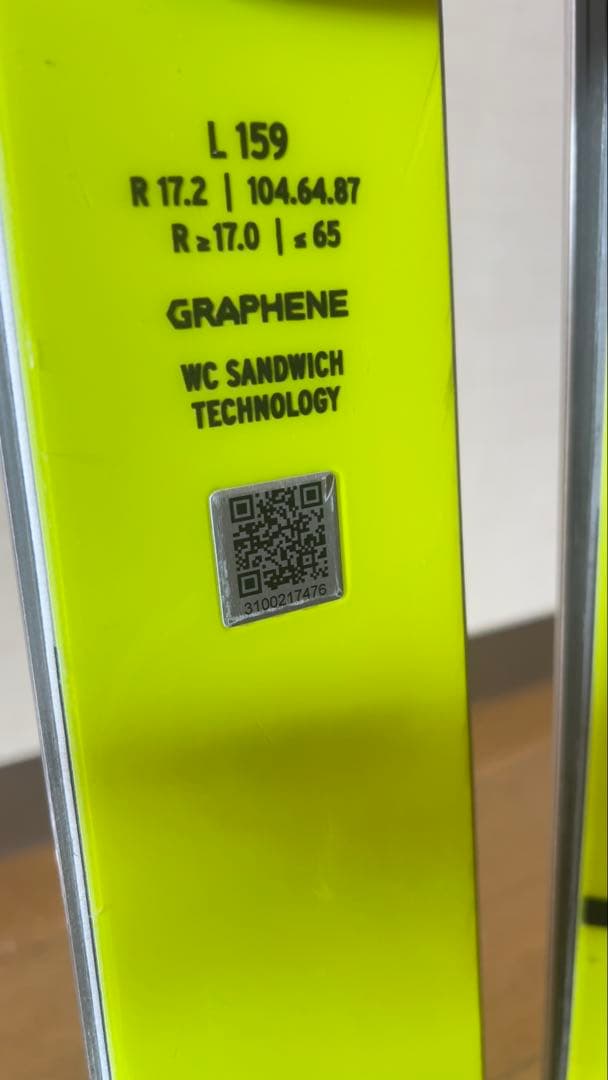 L 159
R 17.2 | 104.64.87
R ≥ 17.0 | ≤ 65
GRAPHENE
WC SANDWICH
TECHNOLOGY
3100217476